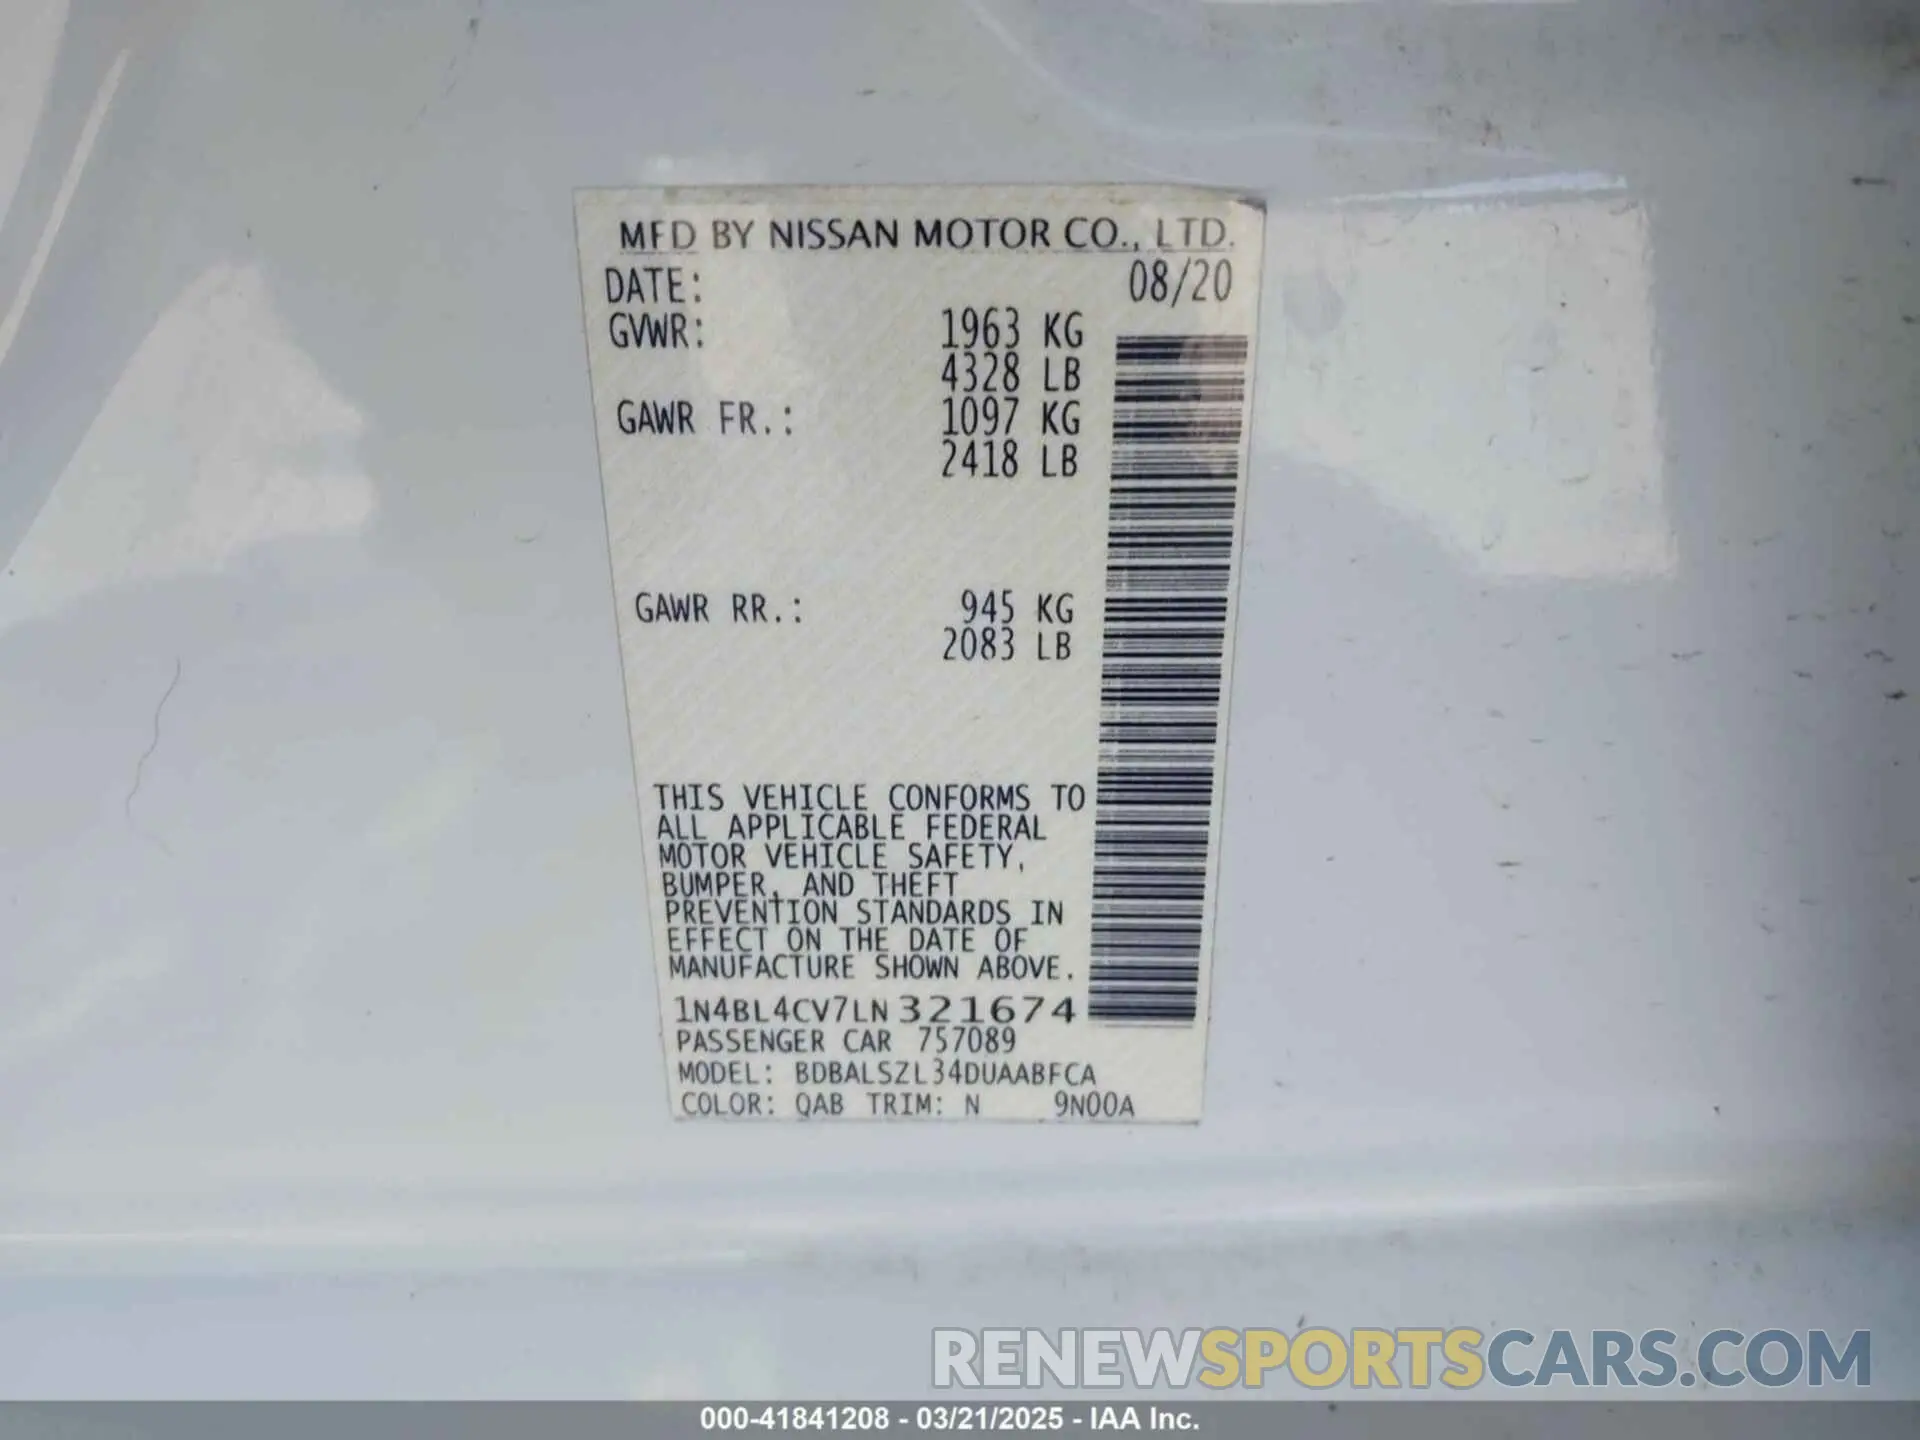 MFD BY NISSAN MOTOR CO., LTD.
DATE: 08/20
GVWR: 1963 KG
4328 LB
GAWR FR.: 1097 KG
2418 LB
GAWR RR.: 945 KG
2083 LB
THIS VEHICLE CONFORMS TO
ALL APPLICABLE FEDERAL
MOTOR VEHICLE SAFETY,
BUMPER, AND THEFT
PREVENTION STANDARDS IN
EFFECT ON THE DATE OF
MANUFACTURE SHOWN ABOVE.
1N4BL4CV7LN321674
PASSENGER CAR 757089
MODEL: BDBALSZL34DUAABFCA
COLOR: QAB TRIM: N 9N00A
RENEWSPORTSCARS.COM
000-41841208 - 03/21/2025 - IAA Inc.